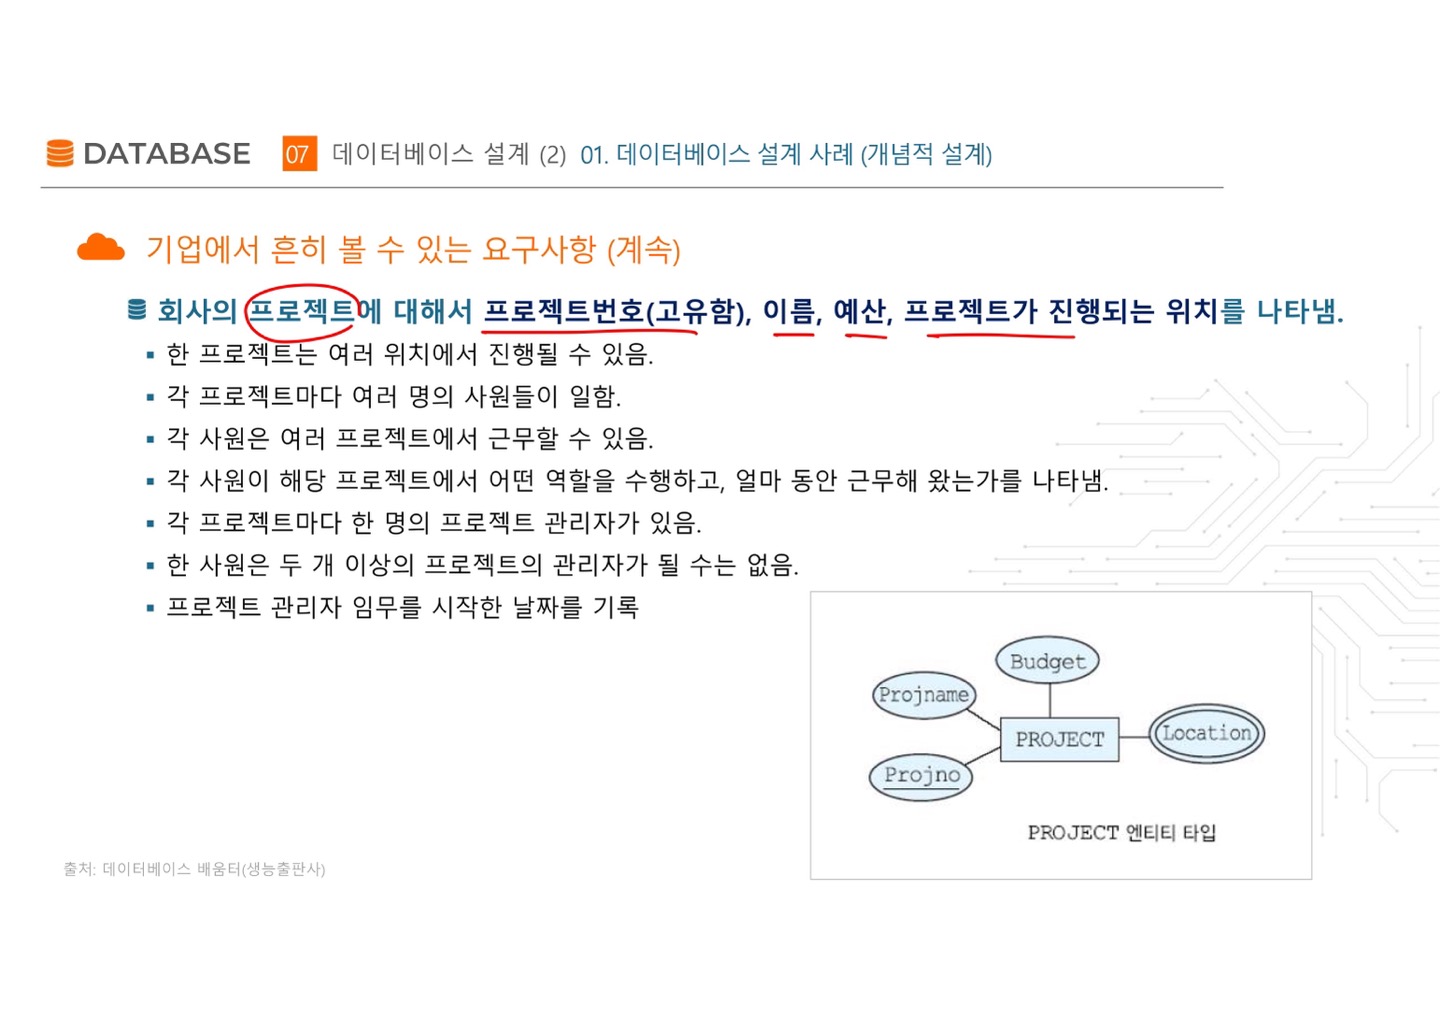 DATABASE 07 데이터베이스 설계 (2) 01. 데이터베이스 설계 사례 (개념적 설계)
기업에서 흔히 볼 수 있는 요구사항 (계속)
회사의 프로젝트에 대해서 프로젝트번호(고유함), 이름, 예산, 프로젝트가 진행되는 위치를 나타냄.
▪ 한 프로젝트는 여러 위치에서 진행될 수 있음.
▪ 각 프로젝트마다 여러 명의 사원들이 일함.
▪ 각 사원은 여러 프로젝트에서 근무할 수 있음.
▪ 각 사원이 해당 프로젝트에서 어떤 역할을 수행하고, 얼마 동안 근무해 왔는가를 나타냄.
▪ 각 프로젝트마다 한 명의 프로젝트 관리자가 있음.
▪ 한 사원은 두 개 이상의 프로젝트의 관리자가 될 수는 없음.
▪ 프로젝트 관리자 임무를 시작한 날짜를 기록
Budget
Projname
PROJECT
Location
Projno
PROJECT 엔티티 타입
출처: 데이터베이스 배움터(생능출판사)